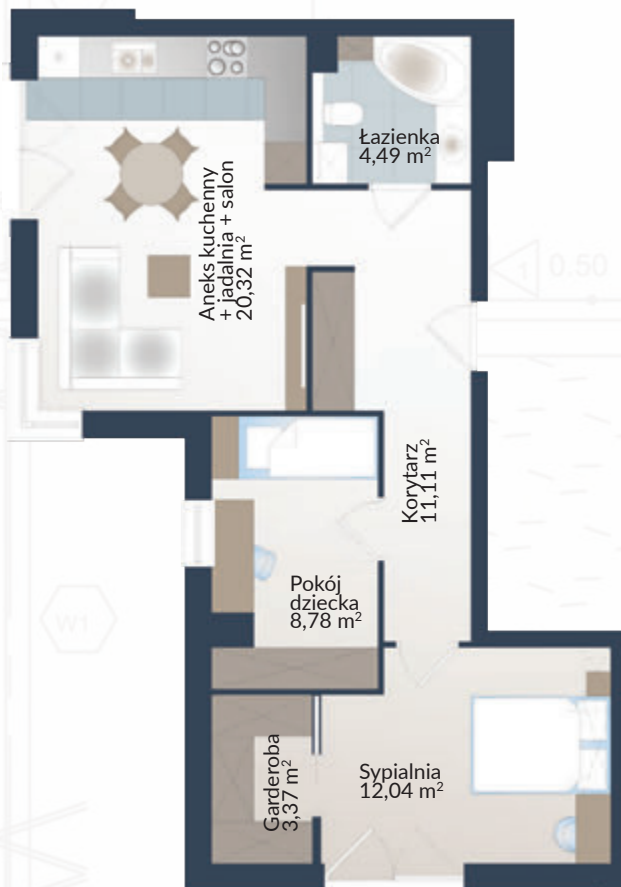 Łazienka
4,49 m²
Aneks kuchenny
+ jadalnia + salon
20,32 m²
1 0.50
Korytarz
11,11 m²
Pokój
dziecka
8,78 m²
W1
Garderoba
3,37 m²
Sypialnia
12,04 m²